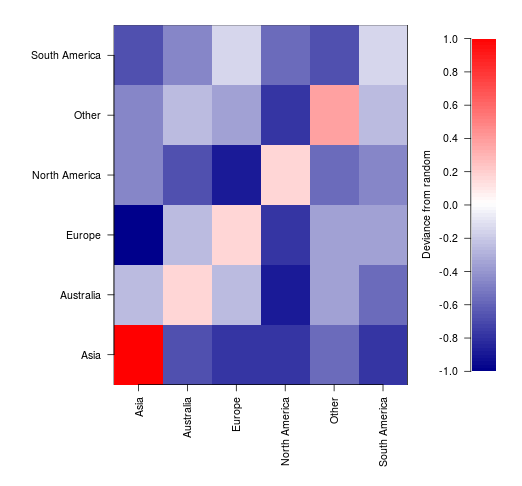 South America
Other
North America
Europe
Australia
Asia
Asia
Australia
Europe
North America
Other
South America
1.0
0.8
0.6
0.4
0.2
0.0
-0.2
-0.4
-0.6
-0.8
-1.0
Deviance from random